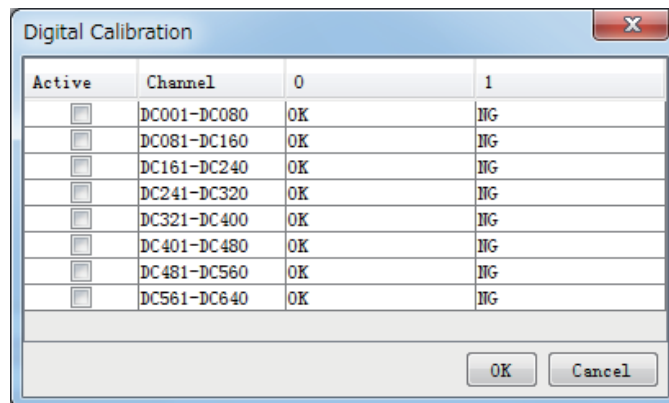 Digital Calibration
X
Active Channel 0 1
DC001-DC080 OK NG
DC081-DC160 OK NG
DC161-DC240 OK NG
DC241-DC320 OK NG
DC321-DC400 OK NG
DC401-DC480 OK NG
DC481-DC560 OK NG
DC561-DC640 OK NG
OK Cancel